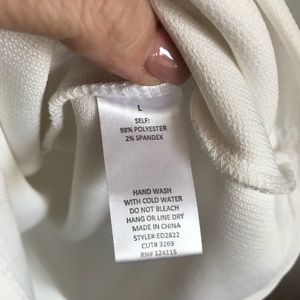 L
SELF:
98% POLYESTER
2% SPANDEX
HAND WASH
WITH COLD WATER
DO NOT BLEACH
HANG OR LINE DRY
MADE IN CHINA
STYLE#:ED2822
CUT# 3269
RN# 124115